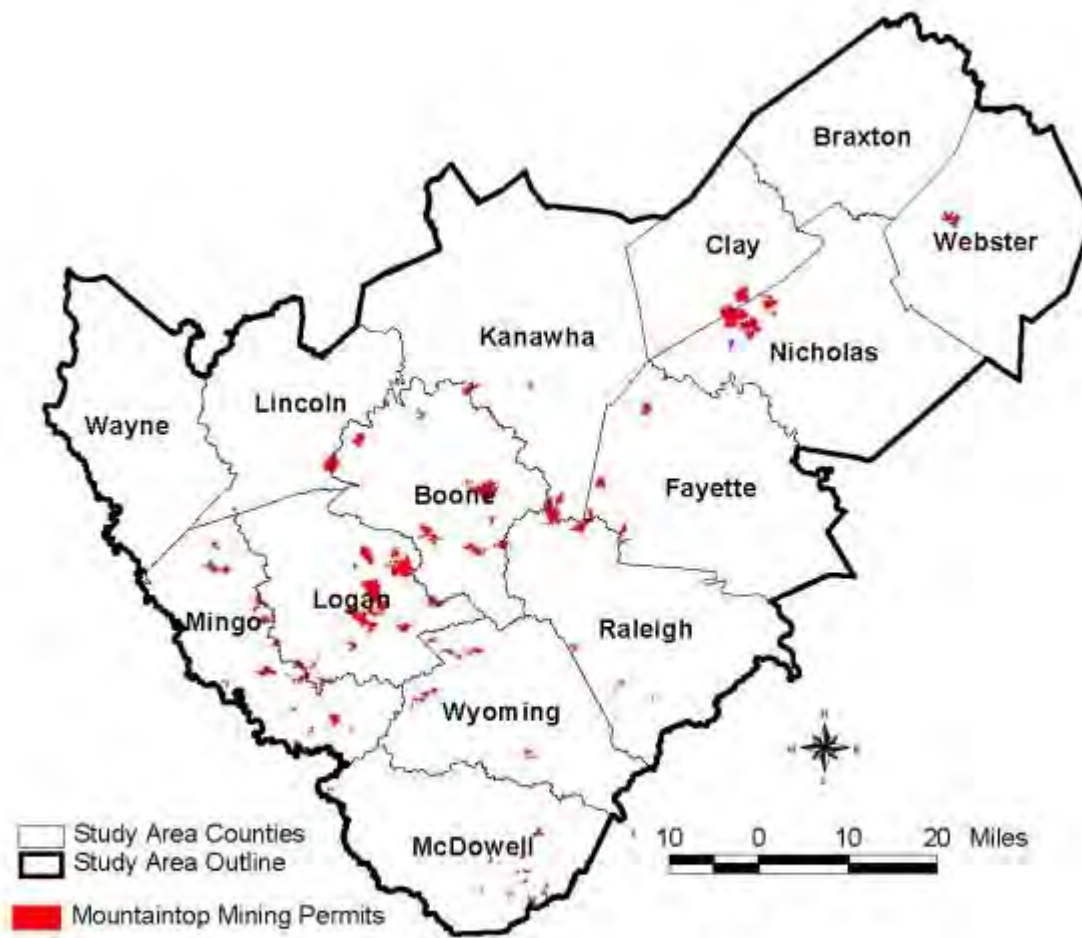 Braxton
Clay
Webster
Kanawha
Nicholas
Lincoln
Wayne
Boone
Fayette
Logan
Mingo
Raleigh
Wyoming
McDowell
Study Area Counties
Study Area Outline
Mountaintop Mining Permits
10 0 10 20 Miles